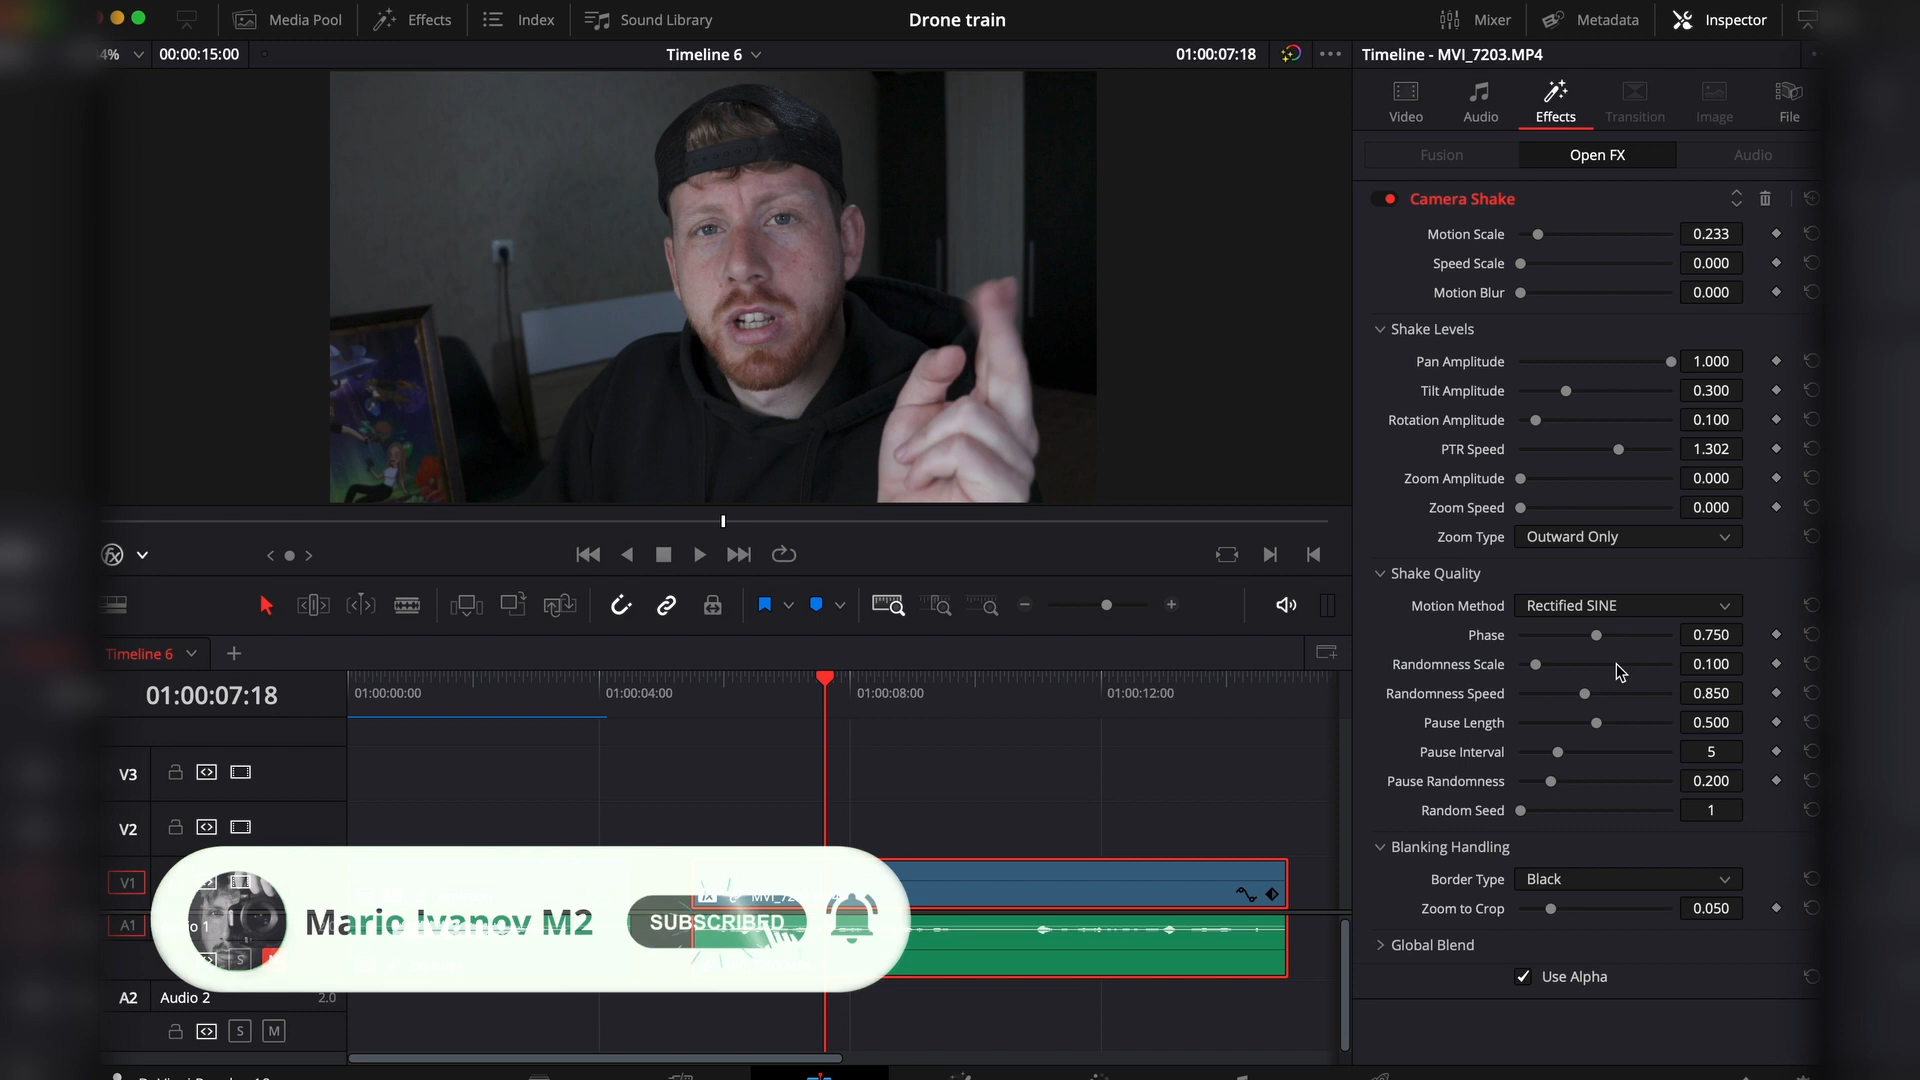 Media Pool
Effects
Index
Sound Library
Drone train
Mixer
Metadata
Inspector
4%
00:00:15:00
Timeline 6
01:00:07:18
Timeline - MVI_7203.MP4
Video
Audio
Effects
Transition
Image
File
Fusion
Open FX
Audio
Camera Shake
Motion Scale 0.233
Speed Scale 0.000
Motion Blur 0.000
Shake Levels
Pan Amplitude 1.000
Tilt Amplitude 0.300
Rotation Amplitude 0.100
PTR Speed 1.302
Zoom Amplitude 0.000
Zoom Speed 0.000
Zoom Type Outward Only
Shake Quality
Motion Method Rectified SINE
Phase 0.750
Randomness Scale 0.100
Randomness Speed 0.850
Pause Length 0.500
Pause Interval 5
Pause Randomness 0.200
Random Seed 1
Blanking Handling
Border Type Black
Zoom to Crop 0.050
Global Blend
Use Alpha
Timeline 6
01:00:07:18
01:00:00:00
01:00:04:00
01:00:08:00
01:00:12:00
V3
V2
V1
A1
Mario Ivanov M2
SUBSCRIBED
S
A2
Audio 2
2.0
S
M